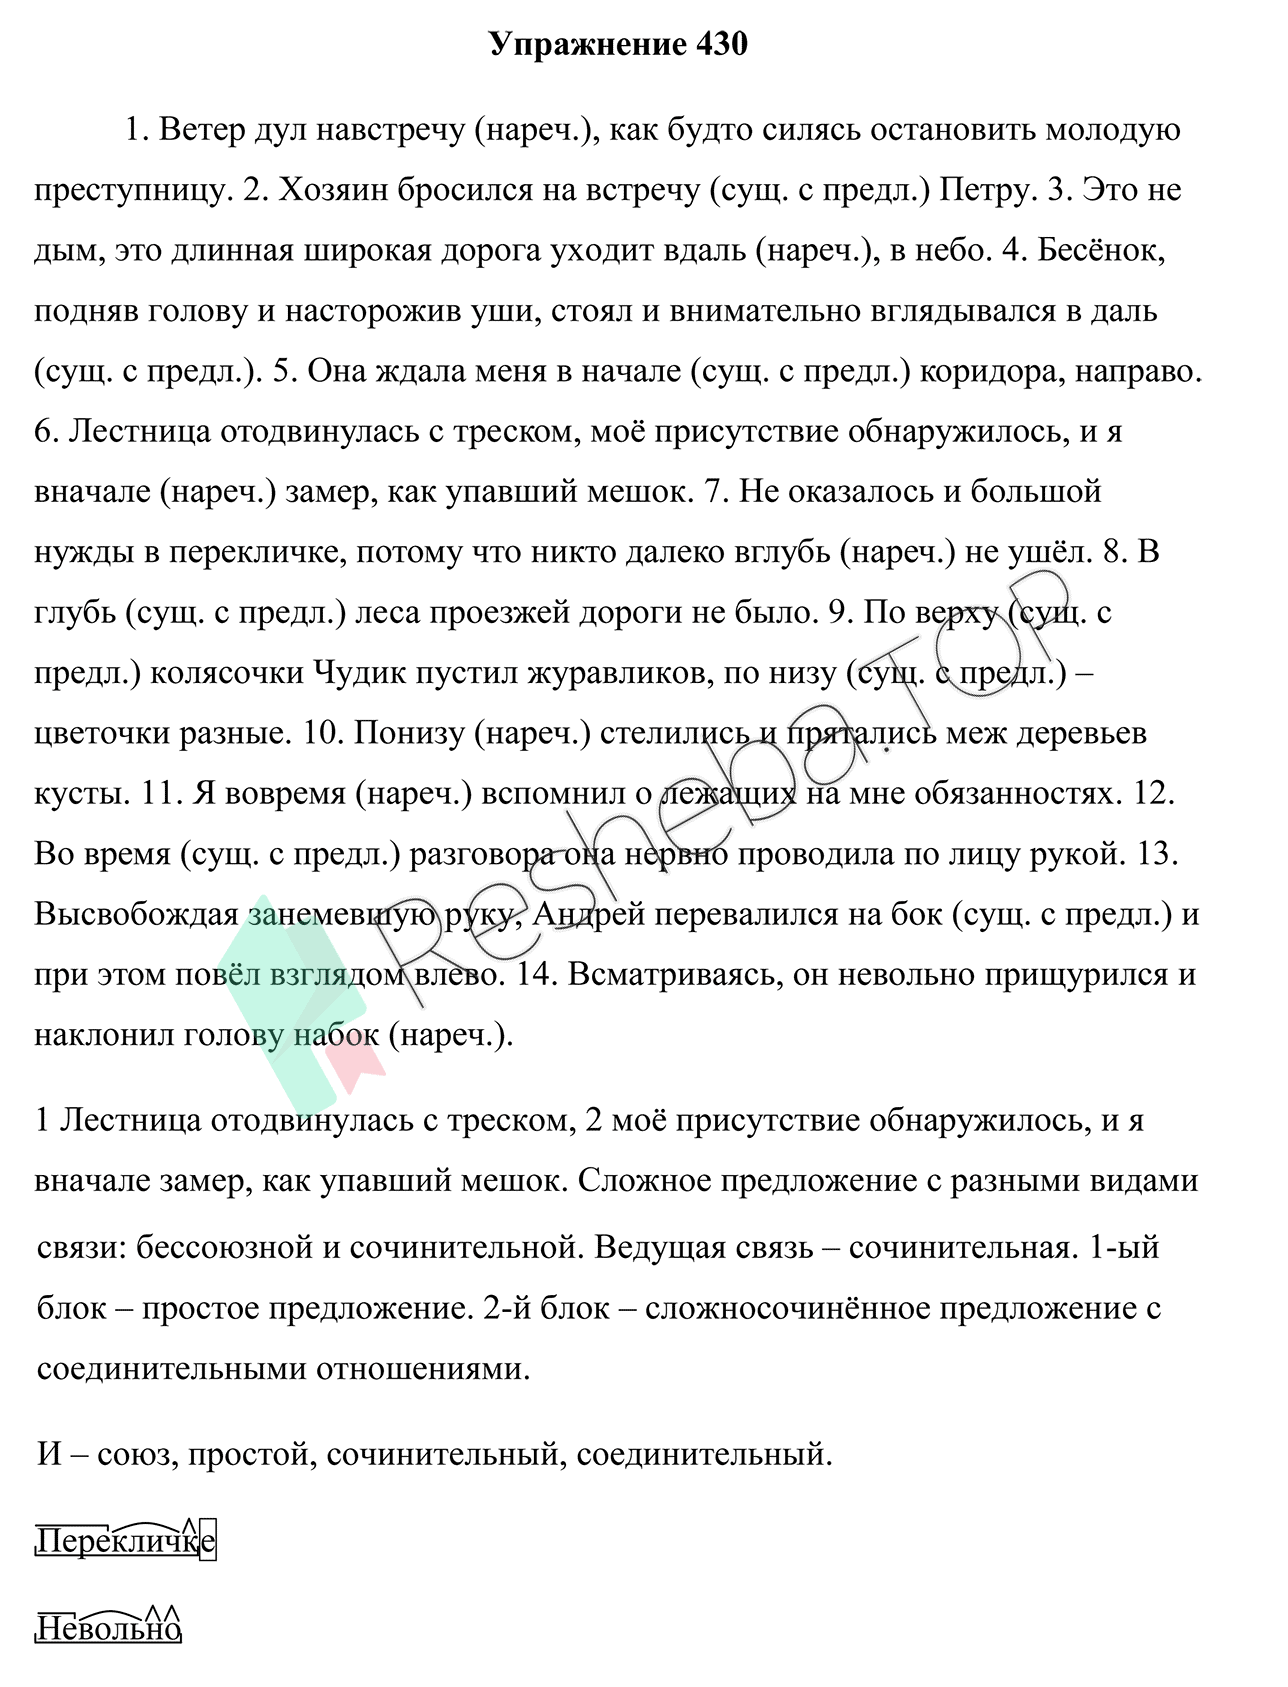 Упражнение 430
1. Ветер дул навстречу (нареч.), как будто силясь остановить молодую
преступницу. 2. Хозяин бросился на встречу (сущ. с предл.) Петру. 3. Это не
дым, это длинная широкая дорога уходит вдаль (нареч.), в небо. 4. Бесёнок,
подняв голову и насторожив уши, стоял и внимательно вглядывался в даль
(сущ. с предл.). 5. Она ждала меня в начале (сущ. с предл.) коридора, направо.
6. Лестница отодвинулась с треском, моё присутствие обнаружилось, и я
вначале (нареч.) замер, как упавший мешок. 7. Не оказалось и большой
нужды в перекличке, потому что никто далеко вглубь (нареч.) не ушёл. 8. В
глубь (сущ. с предл.) леса проезжей дороги не было. 9. По верху (сущ. с
предл.) колясочки Чудик пустил журавликов, по низу (сущ. с предл.) –
цветочки разные. 10. Понизу (нареч.) стелились и прятались меж деревьев
кусты. 11. Я вовремя (нареч.) вспомнил о лежащих на мне обязанностях. 12.
Во время (сущ. с предл.) разговора она нервно проводила по лицу рукой. 13.
Высвобождая занемевшую руку, Андрей перевалился на бок (сущ. с предл.) и
при этом повёл взглядом влево. 14. Всматриваясь, он невольно прищурился и
наклонил голову набок (нареч.).
1 Лестница отодвинулась с треском, 2 моё присутствие обнаружилось, и я
вначале замер, как упавший мешок. Сложное предложение с разными видами
связи: бессоюзной и сочинительной. Ведущая связь – сочинительная. 1-ый
блок – простое предложение. 2-й блок – сложносочинённое предложение с
соединительными отношениями.
И – союз, простой, сочинительный, соединительный.
Перекличке
Невольно
Resheba.TOP